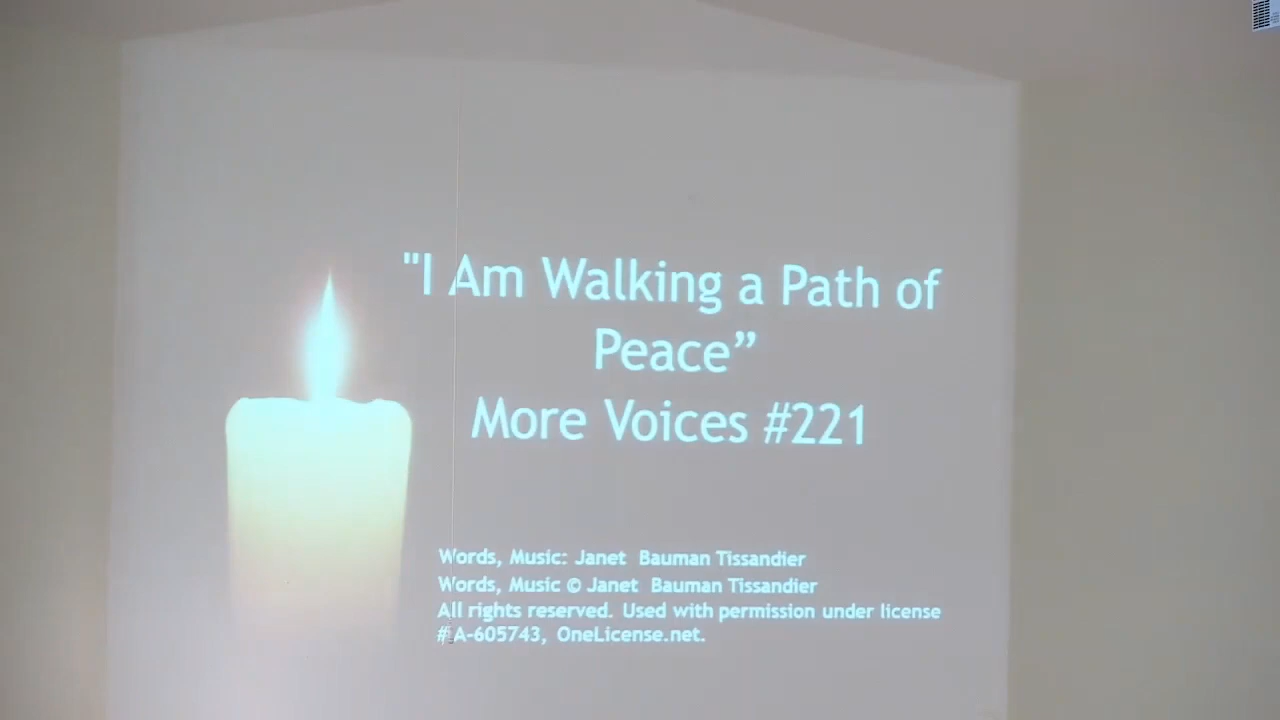 "I Am Walking a Path of
Peace”
More Voices #221
Words, Music: Janet Bauman Tissandier
Words, Music © Janet Bauman Tissandier
All rights reserved. Used with permission under license
# A-605743, OneLicense.net.